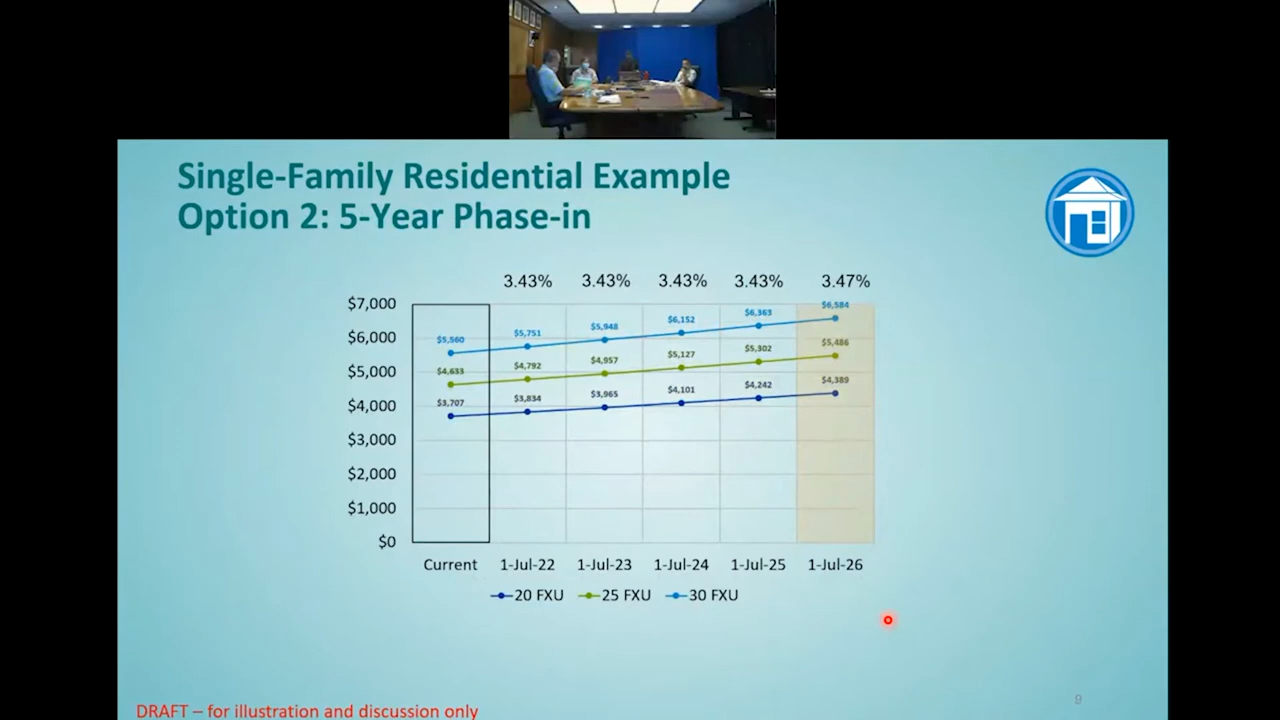 Single-Family Residential Example
Option 2: 5-Year Phase-in
3.43% 3.43% 3.43% 3.43% 3.47%
$7,000
$6,000
$5,000
$4,000
$3,000
$2,000
$1,000
$0
$5,560 $5,751 $5,948 $6,152 $6,363 $6,584
$4,633 $4,792 $4,957 $5,127 $5,302 $5,486
$3,707 $3,834 $3,965 $4,101 $4,242 $4,389
Current 1-Jul-22 1-Jul-23 1-Jul-24 1-Jul-25 1-Jul-26
20 FXU 25 FXU 30 FXU
9
DRAFT – for illustration and discussion only